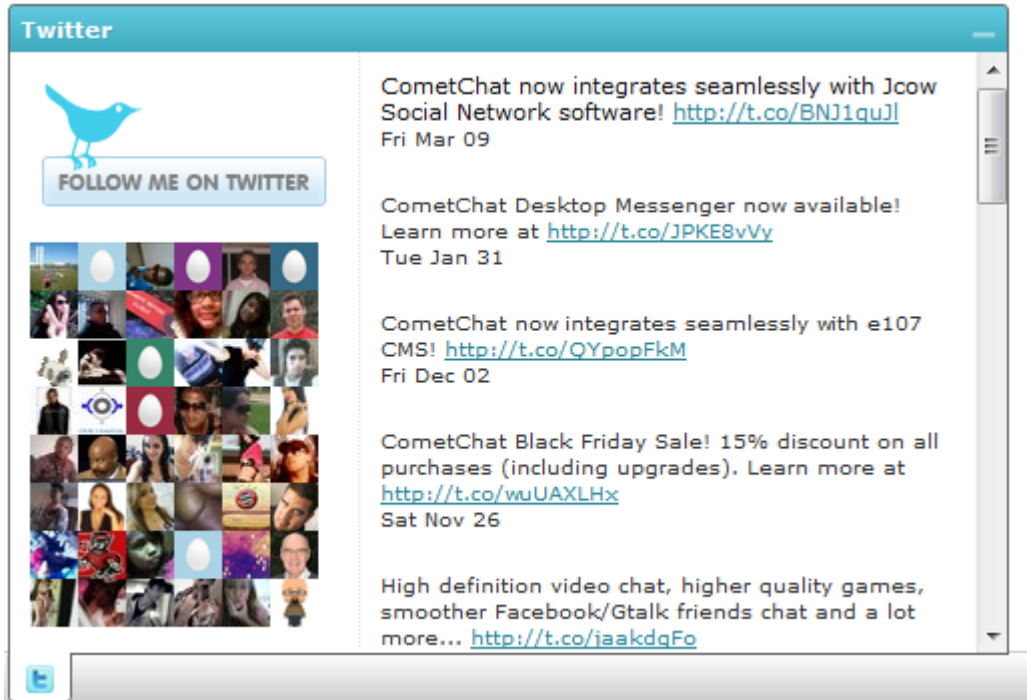 Twitter
FOLLOW ME ON TWITTER
CometChat now integrates seamlessly with Jcow
Social Network software! http://t.co/BNJ1quJl
Fri Mar 09
CometChat Desktop Messenger now available!
Learn more at http://t.co/JPKE8vVy
Tue Jan 31
CometChat now integrates seamlessly with e107
CMS! http://t.co/QYpopFkM
Fri Dec 02
CometChat Black Friday Sale! 15% discount on all
purchases (including upgrades). Learn more at
http://t.co/wuUAXLHx
Sat Nov 26
High definition video chat, higher quality games,
smoother Facebook/Gtalk friends chat and a lot
more... http://t.co/jaakdqFo